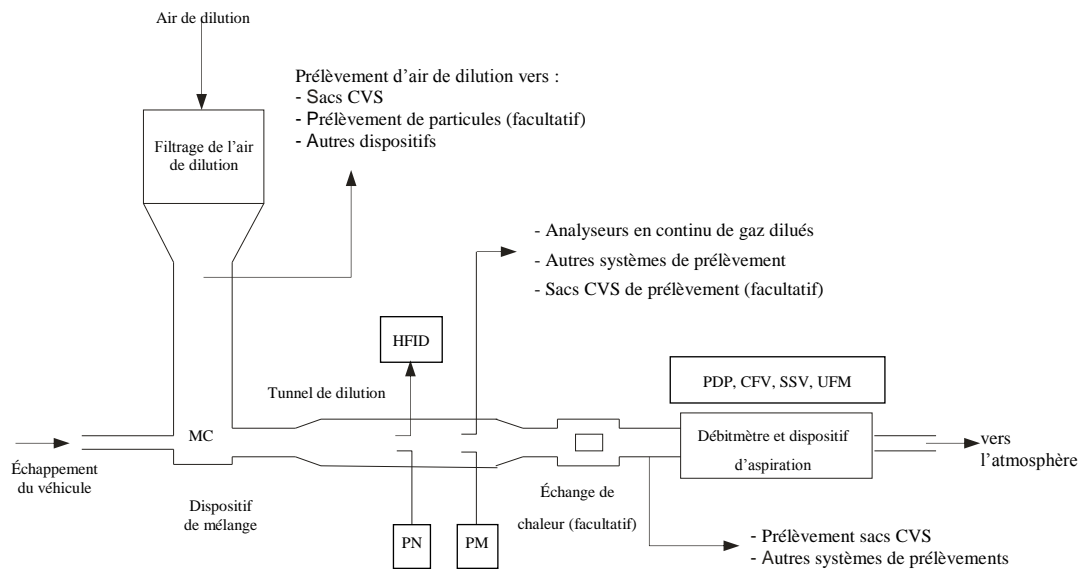 Air de dilution
Prélèvement d’air de dilution vers :
- Sacs CVS
- Prélèvement de particules (facultatif)
- Autres dispositifs
Filtrage de l’air
de dilution
- Analyseurs en continu de gaz dilués
- Autres systèmes de prélèvement
- Sacs CVS de prélèvement (facultatif)
HFID
Tunnel de dilution
PDP, CFV, SSV, UFM
MC
Débitmètre et dispositif
d’aspiration
vers
l’atmosphère
Échappement
du véhicule
Dispositif
de mélange
Échange de
chaleur (facultatif)
PN
PM
- Prélèvement sacs CVS
- Autres systèmes de prélèvements